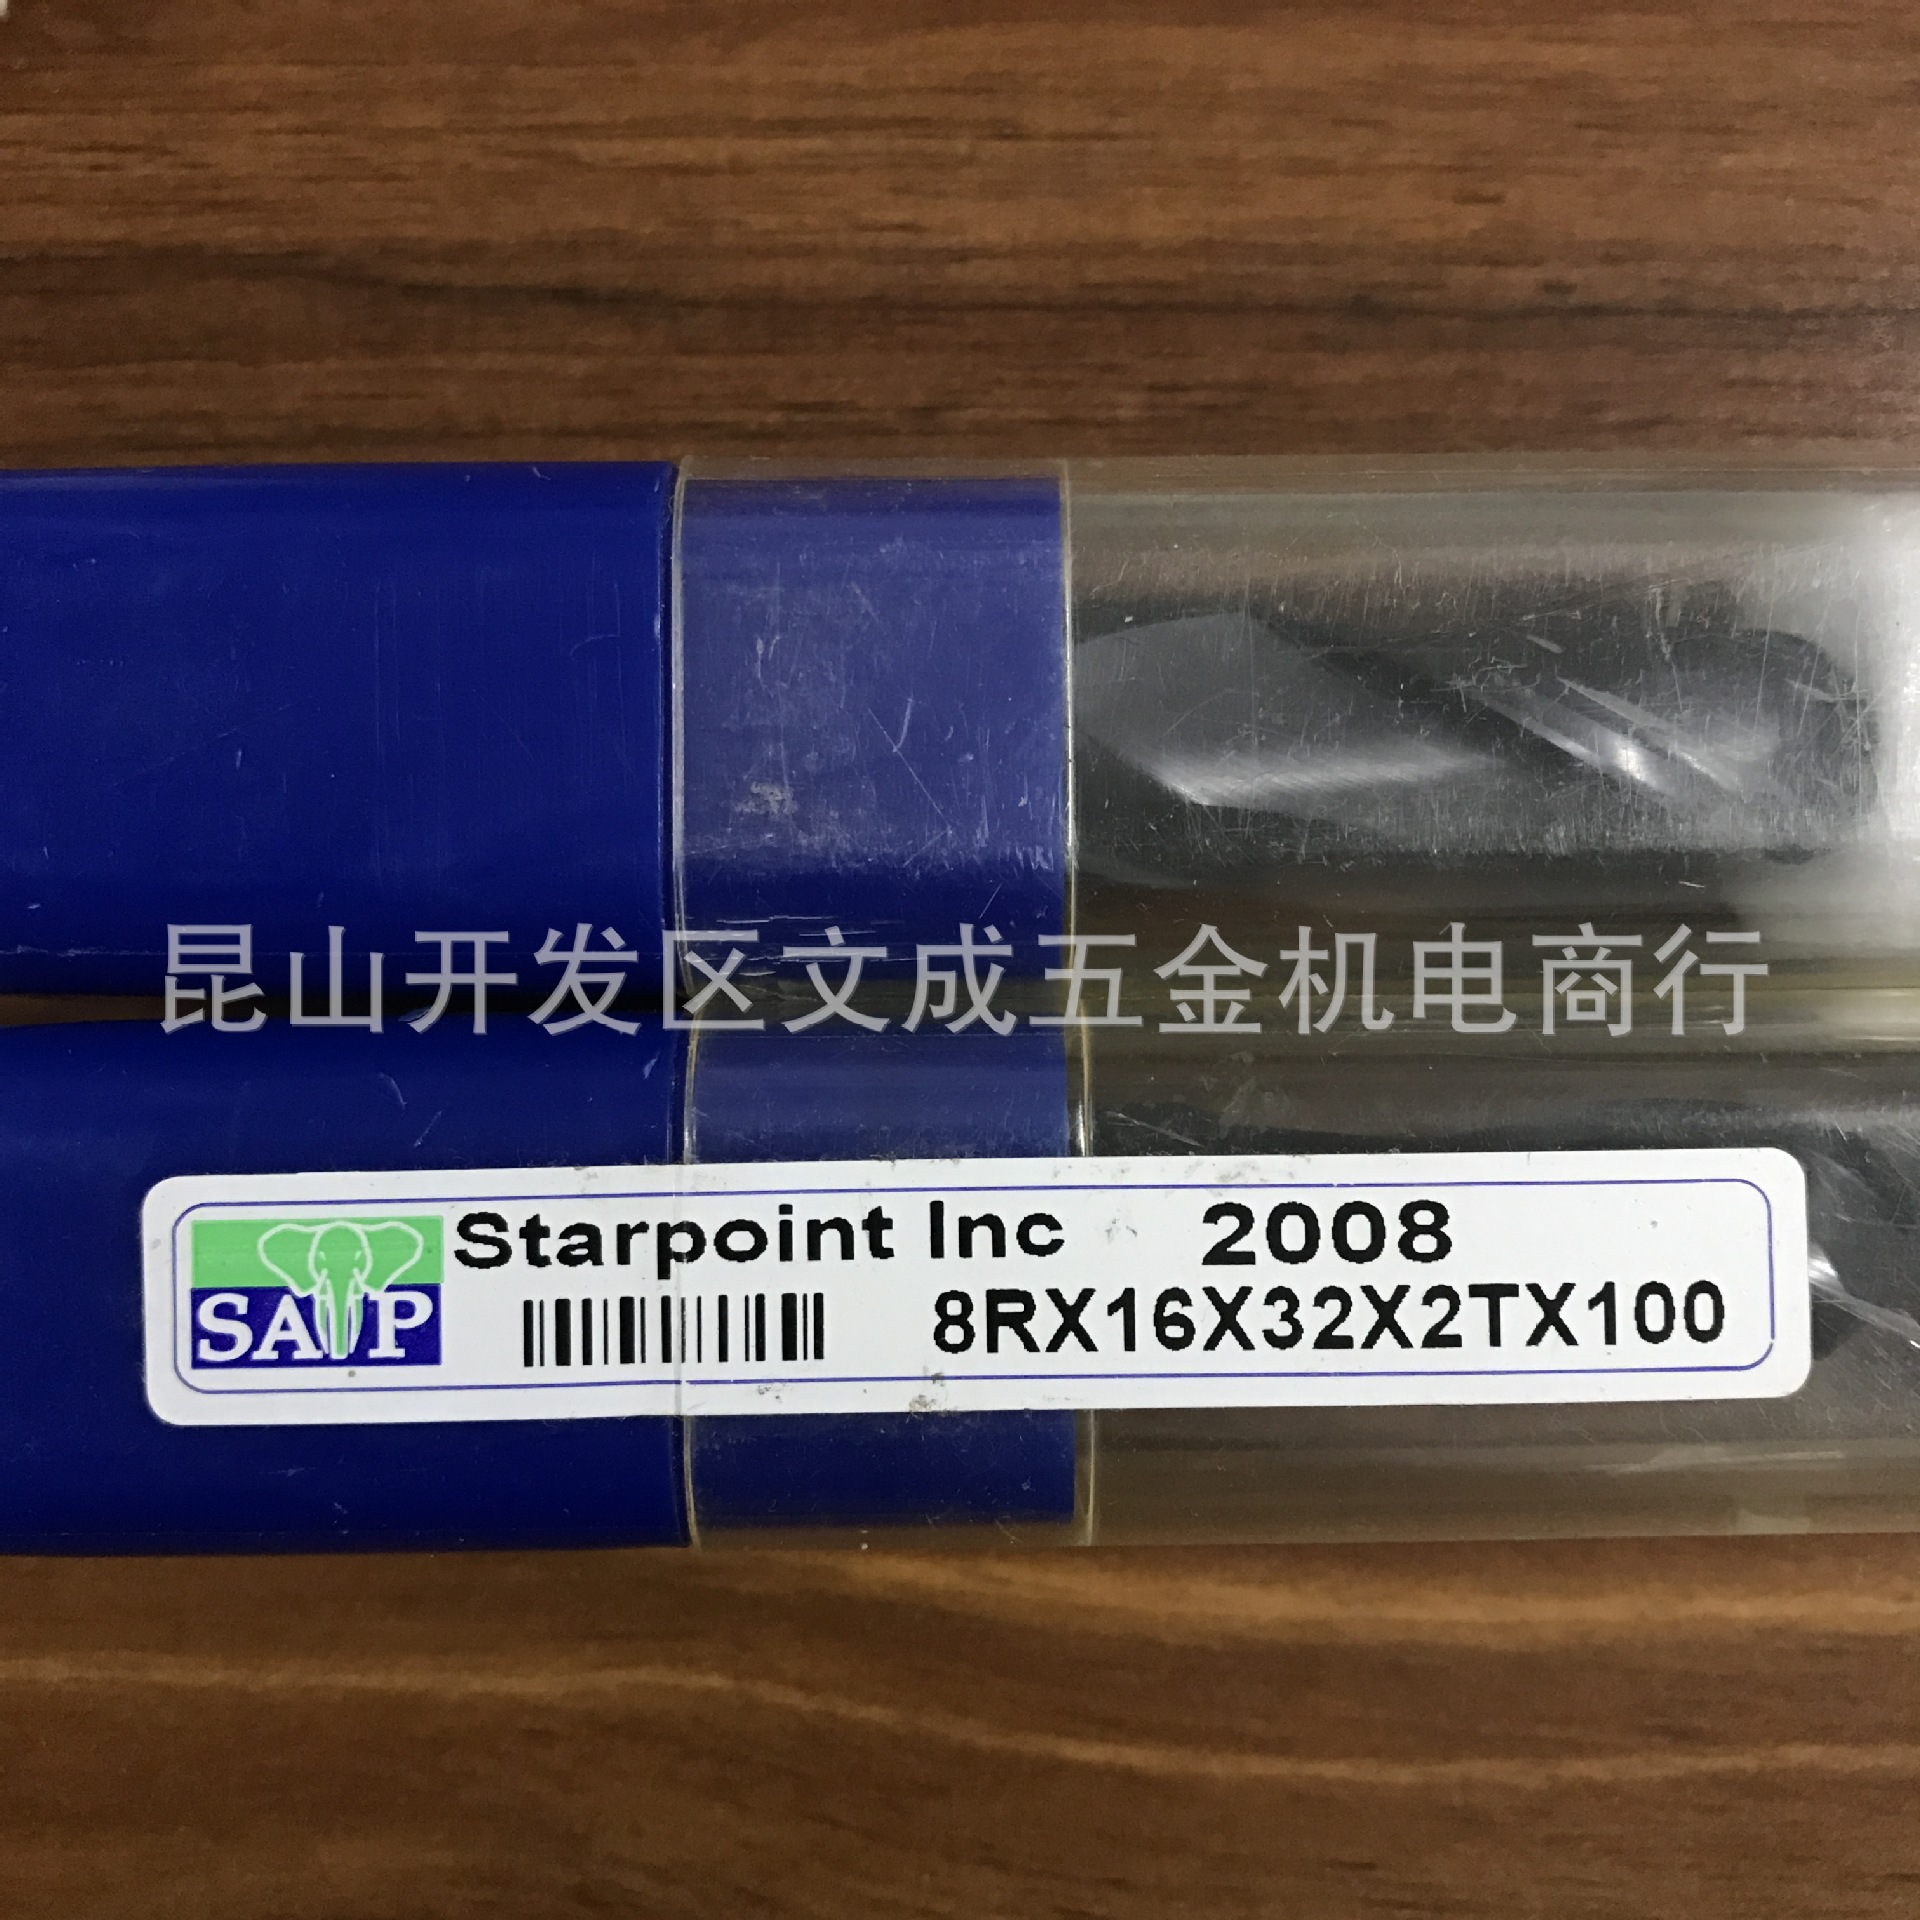 昆山开发区文成五金机电商行
Starpoint Inc 2008
SAP
8RX16X32X2TX100